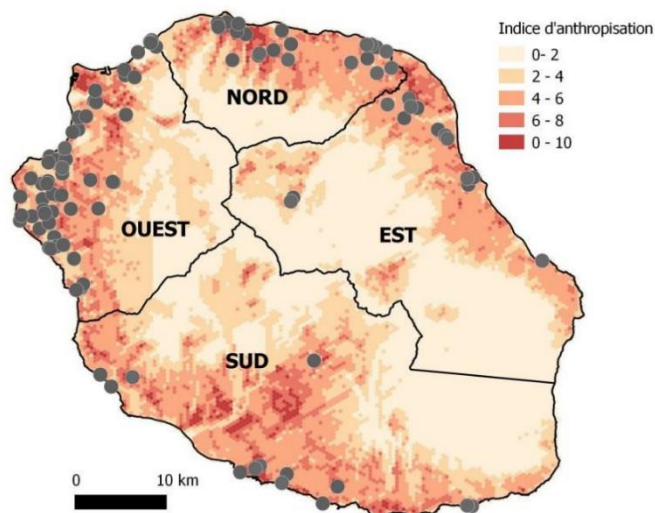 Indice d'anthropisation
0- 2
2 - 4
4 - 6
6 - 8
0 - 10
NORD
OUEST
EST
SUD
0 10 km